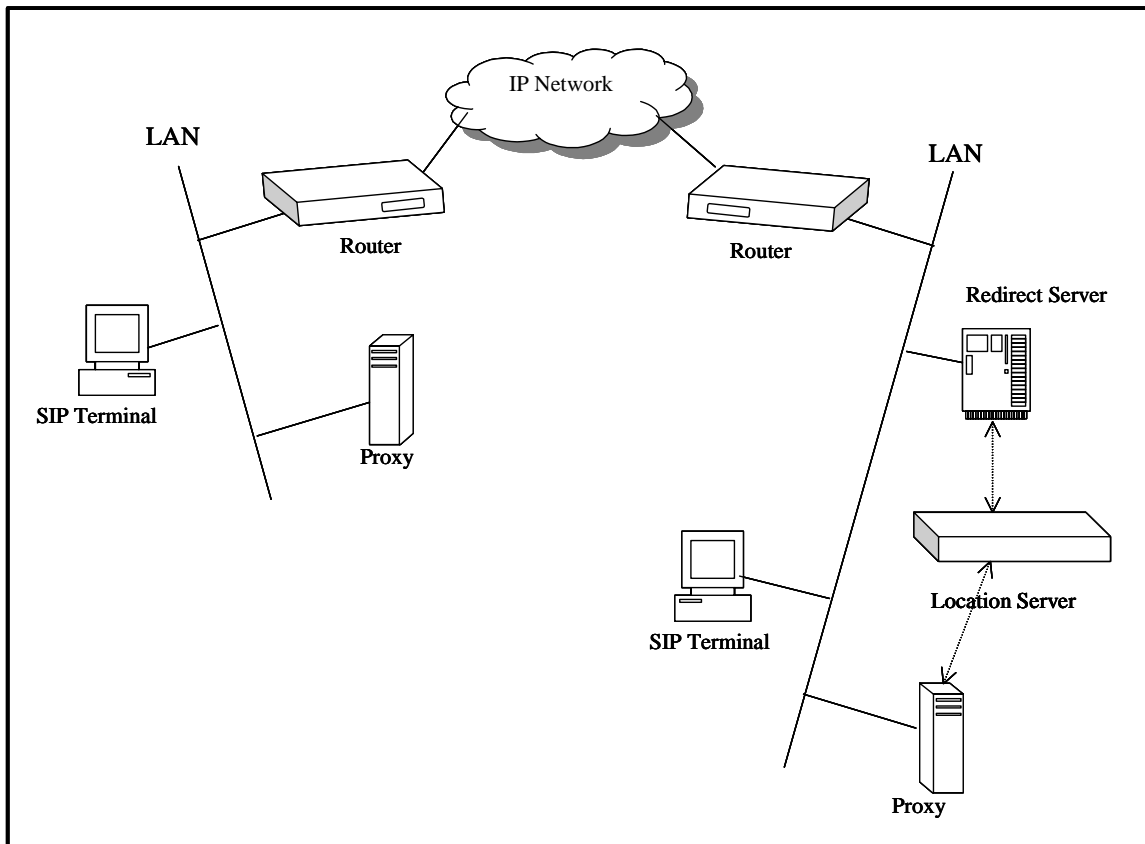 IP Network
LAN
LAN
Router
Router
Redirect Server
SIP Terminal
Proxy
Location Server
SIP Terminal
Proxy